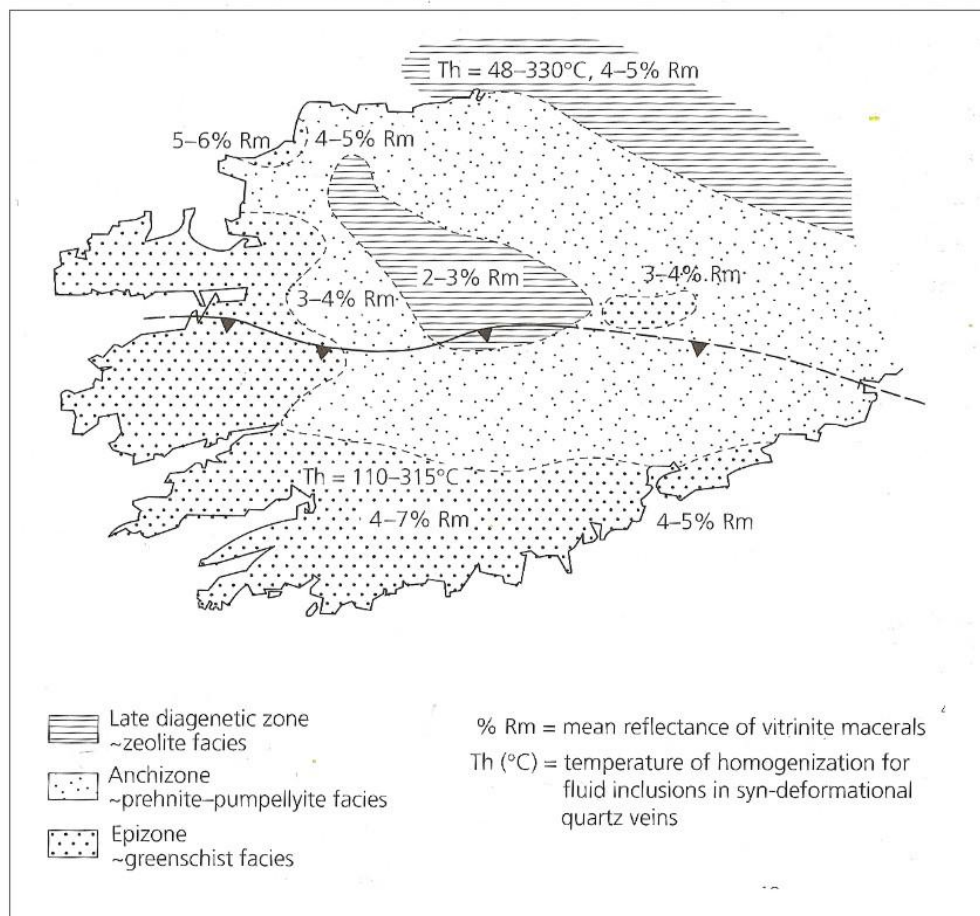 Th = 48–330°C, 4–5% Rm
5–6% Rm
4–5% Rm
2–3% Rm
3–4% Rm
3–4% Rm
Th = 110–315°C
4–7% Rm
4–5% Rm
Late diagenetic zone
~zeolite facies
Anchizone
~prehnite–pumpellyite facies
Epizone
~greenschist facies
% Rm = mean reflectance of vitrinite macerals
Th (°C) = temperature of homogenization for
fluid inclusions in syn-deformational
quartz veins